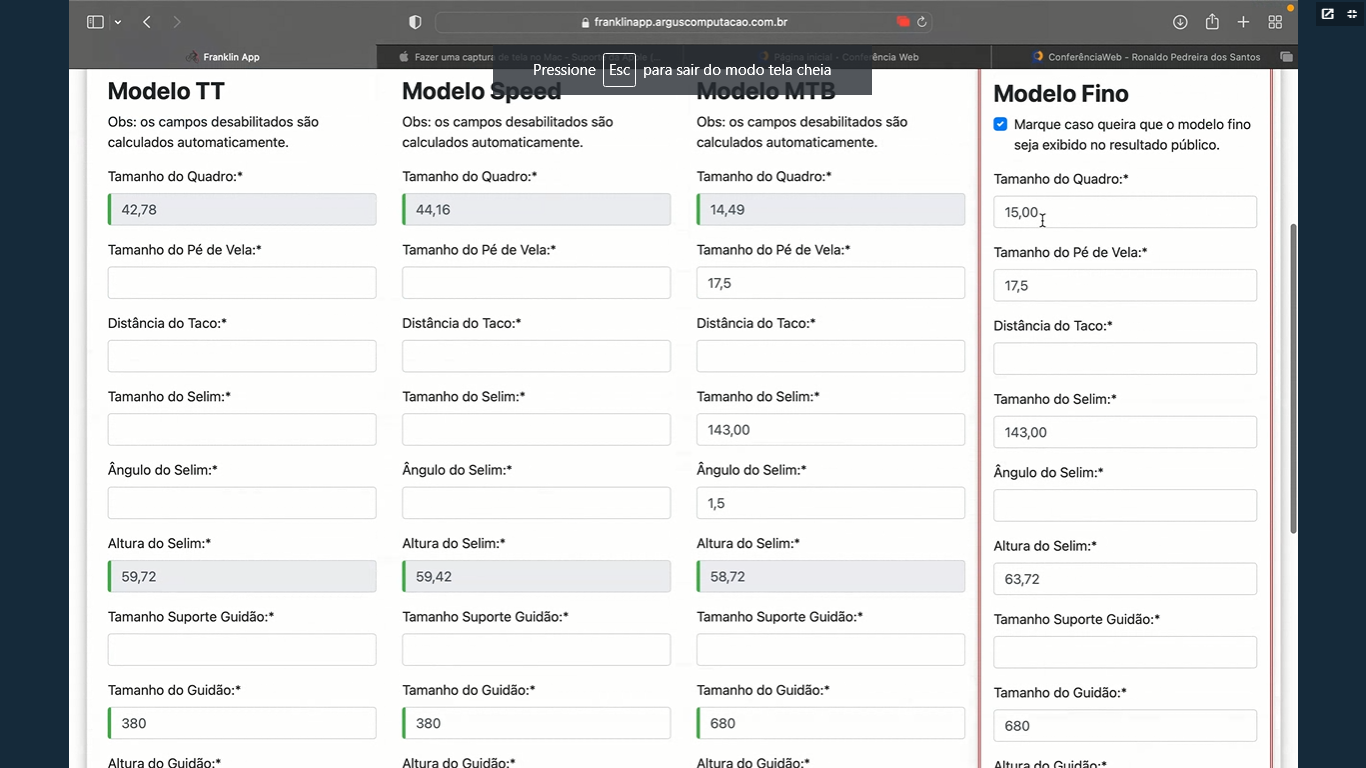 franklinapp.arguscomputacao.com.br
Franklin App
Fazer uma captura de tela no Mac - Suporte da Apple (...
Página Inicial - Conferência Web
ConferênciaWeb - Ronaldo Pedreira dos Santos
Pressione Esc para sair do modo tela cheia
Modelo TT
Obs: os campos desabilitados são
calculados automaticamente.
Tamanho do Quadro:*
42,78
Tamanho do Pé de Vela:*
Distância do Taco:*
Tamanho do Selim:*
Ângulo do Selim:*
Altura do Selim:*
59,72
Tamanho Suporte Guidão:*
Tamanho do Guidão:*
380
Altura do Guidão:*
Modelo Speed
Obs: os campos desabilitados são
calculados automaticamente.
Tamanho do Quadro:*
44,16
Tamanho do Pé de Vela:*
Distância do Taco:*
Tamanho do Selim:*
Ângulo do Selim:*
Altura do Selim:*
59,42
Tamanho Suporte Guidão:*
Tamanho do Guidão:*
380
Altura do Guidão:*
Modelo MTB
Obs: os campos desabilitados são
calculados automaticamente.
Tamanho do Quadro:*
14,49
Tamanho do Pé de Vela:*
17,5
Distância do Taco:*
Tamanho do Selim:*
143,00
Ângulo do Selim:*
1,5
Altura do Selim:*
58,72
Tamanho Suporte Guidão:*
Tamanho do Guidão:*
680
Altura do Guidão:*
Modelo Fino
Marque caso queira que o modelo fino
seja exibido no resultado público.
Tamanho do Quadro:*
15,00
Tamanho do Pé de Vela:*
17,5
Distância do Taco:*
Tamanho do Selim:*
143,00
Ângulo do Selim:*
Altura do Selim:*
63,72
Tamanho Suporte Guidão:*
Tamanho do Guidão:*
680
Altura do Guidão:*